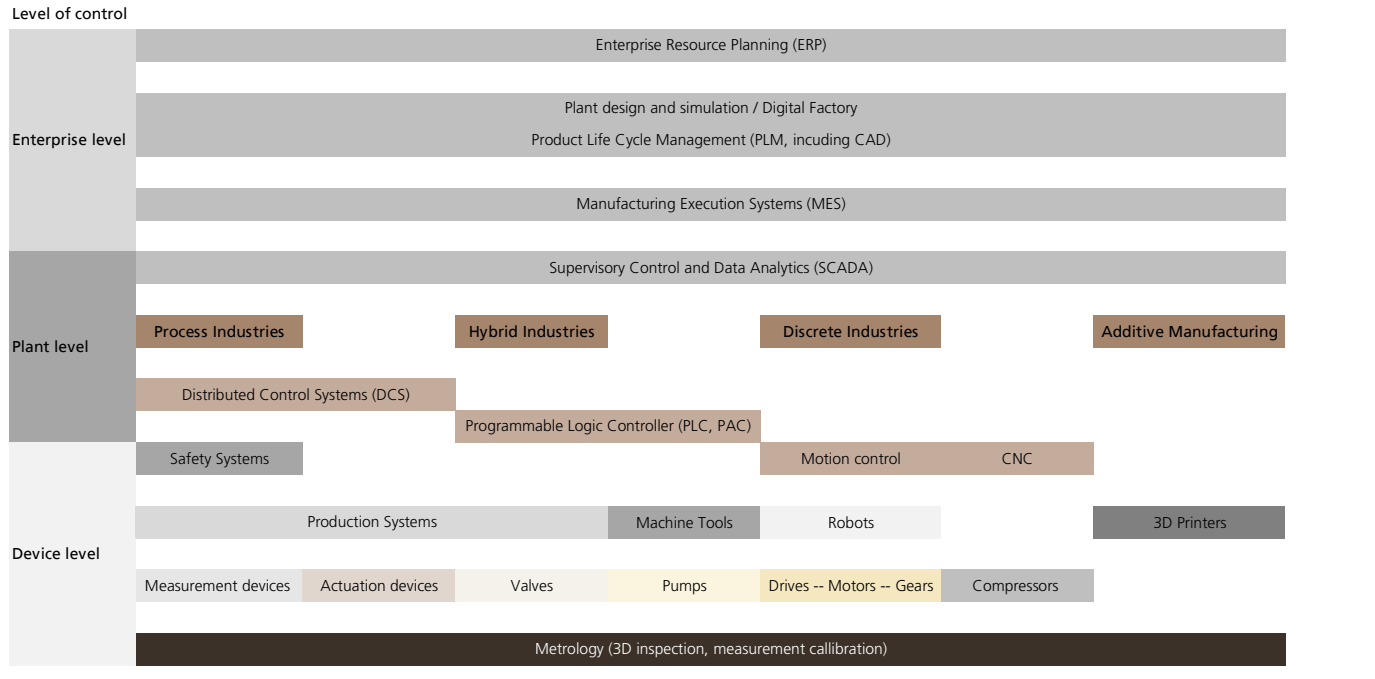 Level of control
Enterprise Resource Planning (ERP)
Plant design and simulation / Digital Factory
Enterprise level
Product Life Cycle Management (PLM, incuding CAD)
Manufacturing Execution Systems (MES)
Supervisory Control and Data Analytics (SCADA)
Plant level
Process Industries
Hybrid Industries
Discrete Industries
Additive Manufacturing
Distributed Control Systems (DCS)
Programmable Logic Controller (PLC, PAC)
Safety Systems
Motion control
CNC
Production Systems
Machine Tools
Robots
3D Printers
Device level
Measurement devices
Actuation devices
Valves
Pumps
Drives -- Motors -- Gears
Compressors
Metrology (3D inspection, measurement callibration)